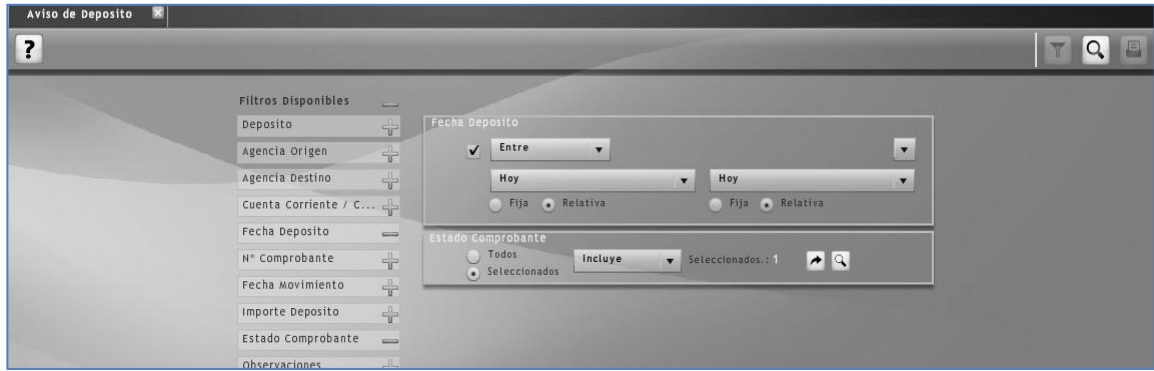 Aviso de Deposito
?
Filtros Disponibles
Deposito
Agencia Origen
Agencia Destino
Cuenta Corriente / C...
Fecha Deposito
N° Comprobante
Fecha Movimiento
Importe Deposito
Estado Comprobante
Observaciones
Fecha Deposito
Entre
Hoy Hoy
Fija Relativa Fija Relativa
Estado Comprobante
Todos
Seleccionados
Incluye
Seleccionados.: 1